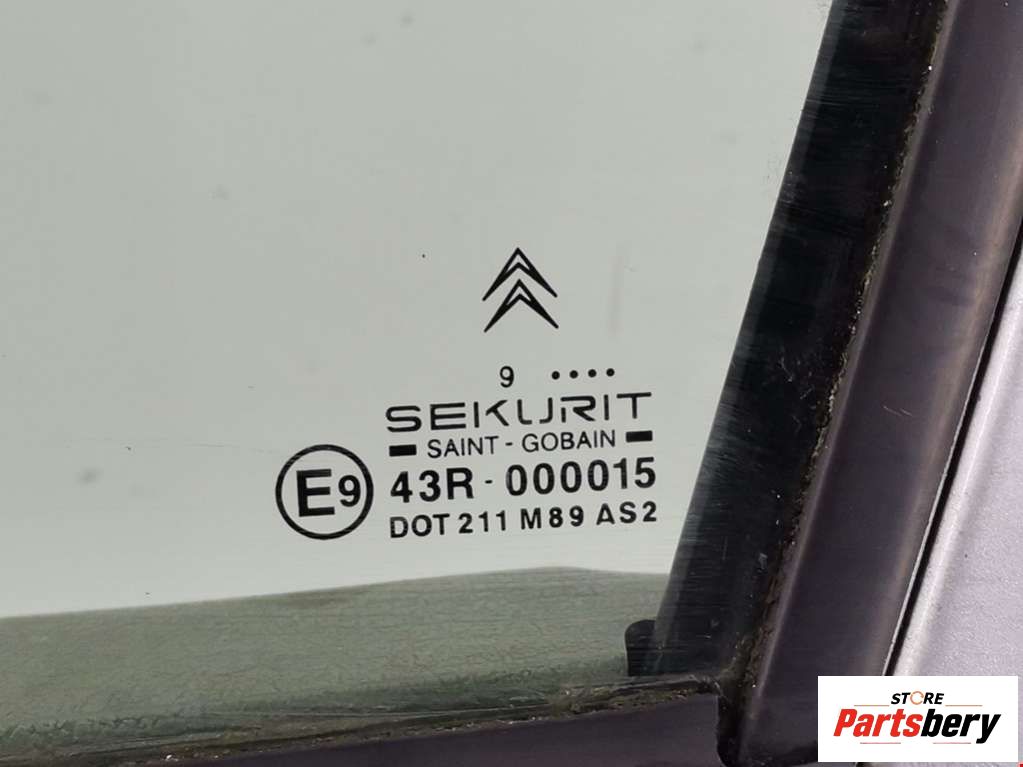 9 ••••
SEKURIT
SAINT - GOBAIN
E9
43R - 000015
DOT 211 M89 AS2
STORE
Partsbery